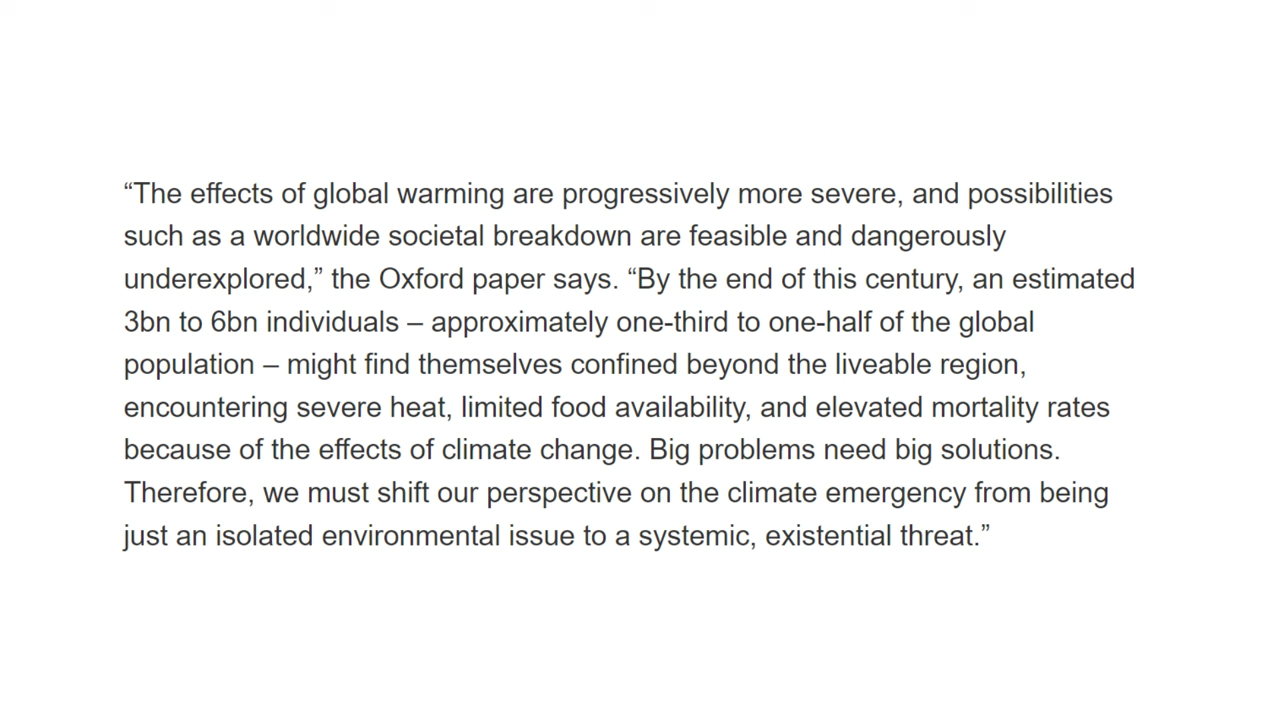 “The effects of global warming are progressively more severe, and possibilities
such as a worldwide societal breakdown are feasible and dangerously
underexplored,” the Oxford paper says. “By the end of this century, an estimated
3bn to 6bn individuals – approximately one-third to one-half of the global
population – might find themselves confined beyond the liveable region,
encountering severe heat, limited food availability, and elevated mortality rates
because of the effects of climate change. Big problems need big solutions.
Therefore, we must shift our perspective on the climate emergency from being
just an isolated environmental issue to a systemic, existential threat.”